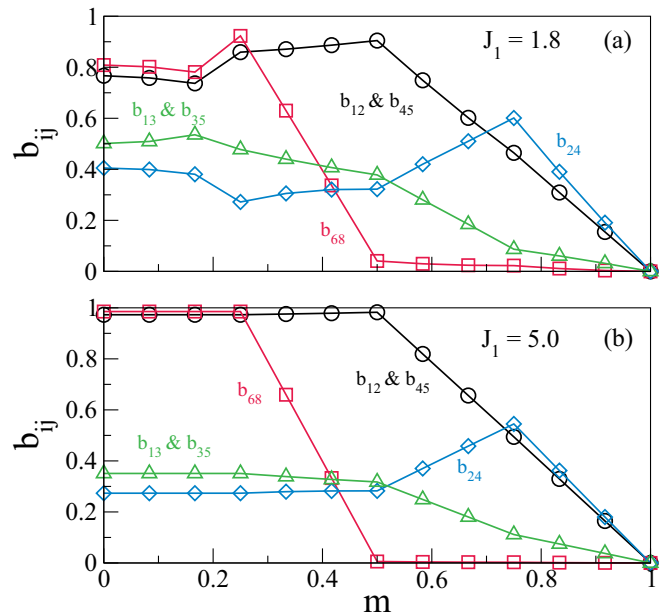 1
0.8
0.6
0.4
0.2
0
b_ij
J_1 = 1.8
(a)
b_13 & b_35
b_12 & b_45
b_24
b_68
1
0.8
0.6
0.4
0.2
0
b_ij
J_1 = 5.0
(b)
b_68
b_12 & b_45
b_13 & b_35
b_24
0
0.2
0.4
0.6
0.8
1
m